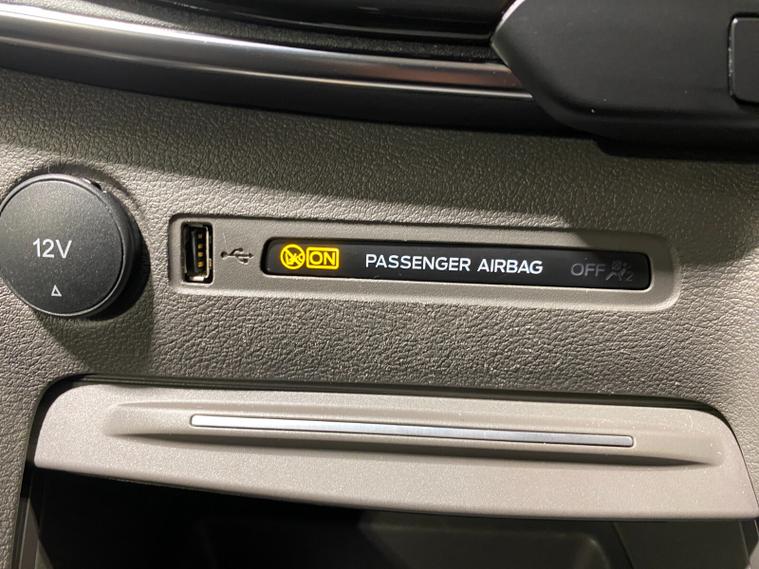 12V
ON PASSENGER AIRBAG OFF